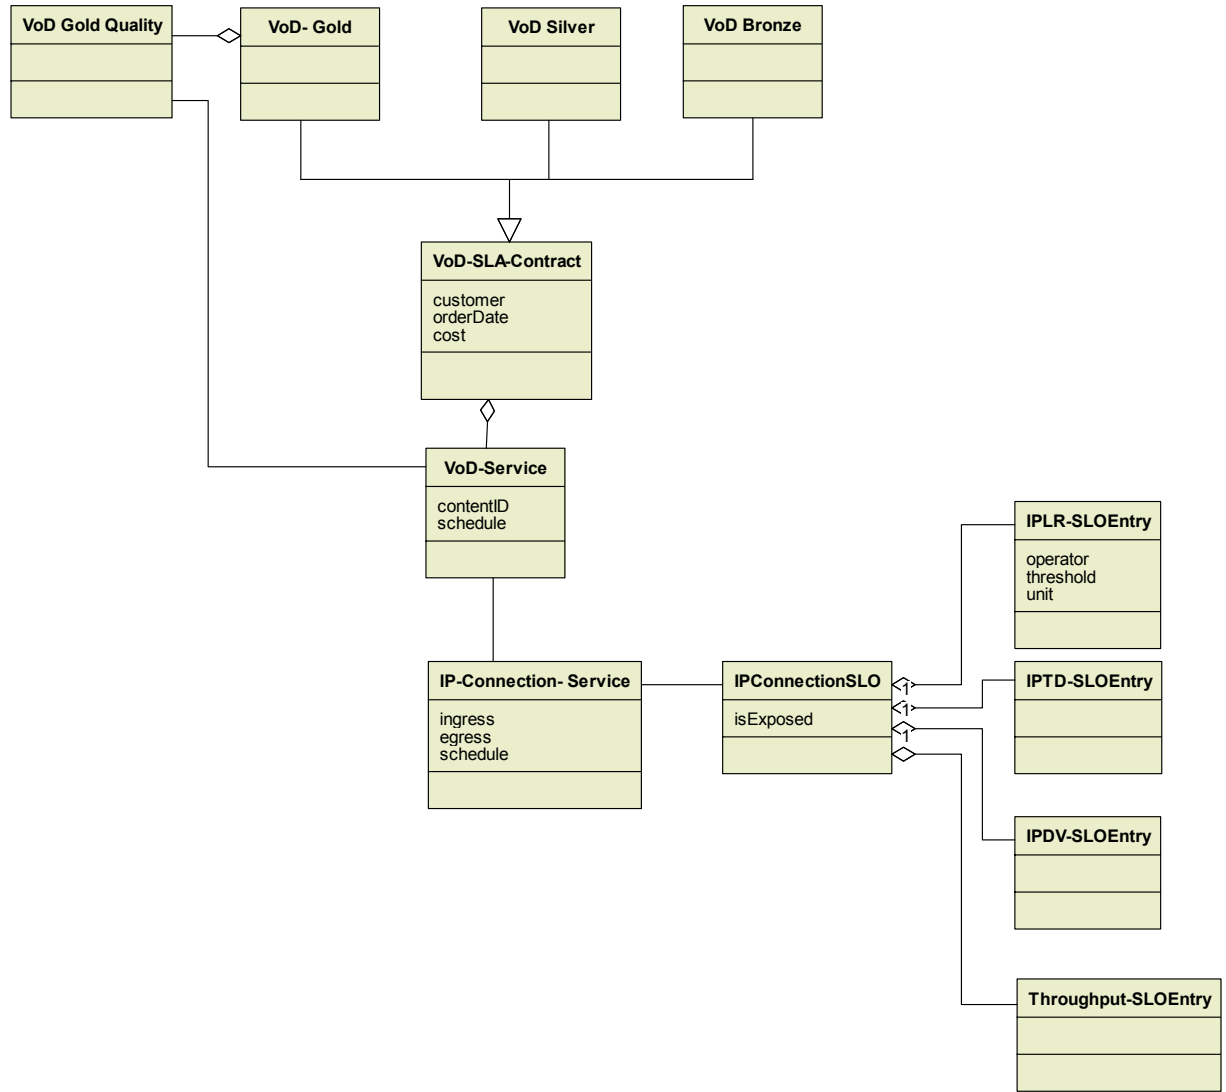 VoD Gold Quality
VoD- Gold
VoD Silver
VoD Bronze
VoD-SLA-Contract
customer
orderDate
cost
VoD-Service
contentID
schedule
IP-Connection- Service
ingress
egress
schedule
IPConnectionSLO
isExposed
1
1
1
IPLR-SLOEntry
operator
threshold
unit
IPTD-SLOEntry
IPDV-SLOEntry
Throughput-SLOEntry